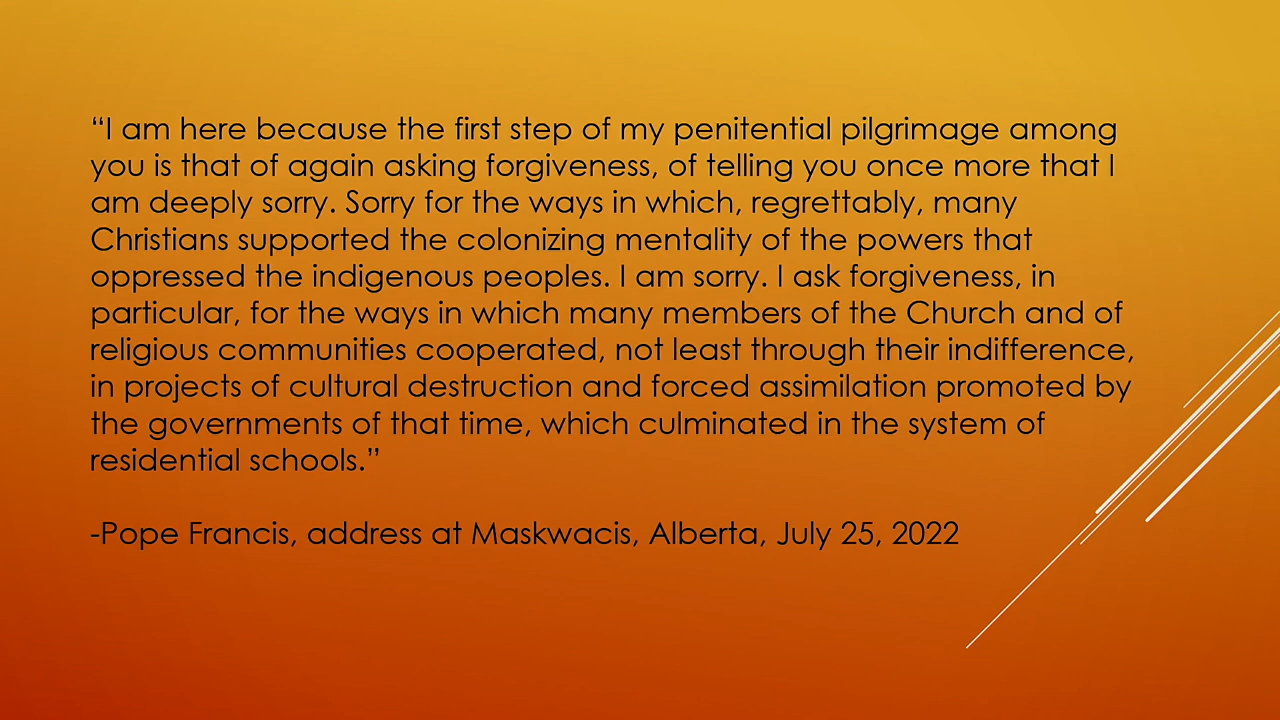 “I am here because the first step of my penitential pilgrimage among
you is that of again asking forgiveness, of telling you once more that I
am deeply sorry. Sorry for the ways in which, regrettably, many
Christians supported the colonizing mentality of the powers that
oppressed the indigenous peoples. I am sorry. I ask forgiveness, in
particular, for the ways in which many members of the Church and of
religious communities cooperated, not least through their indifference,
in projects of cultural destruction and forced assimilation promoted by
the governments of that time, which culminated in the system of
residential schools.”
-Pope Francis, address at Maskwacis, Alberta, July 25, 2022